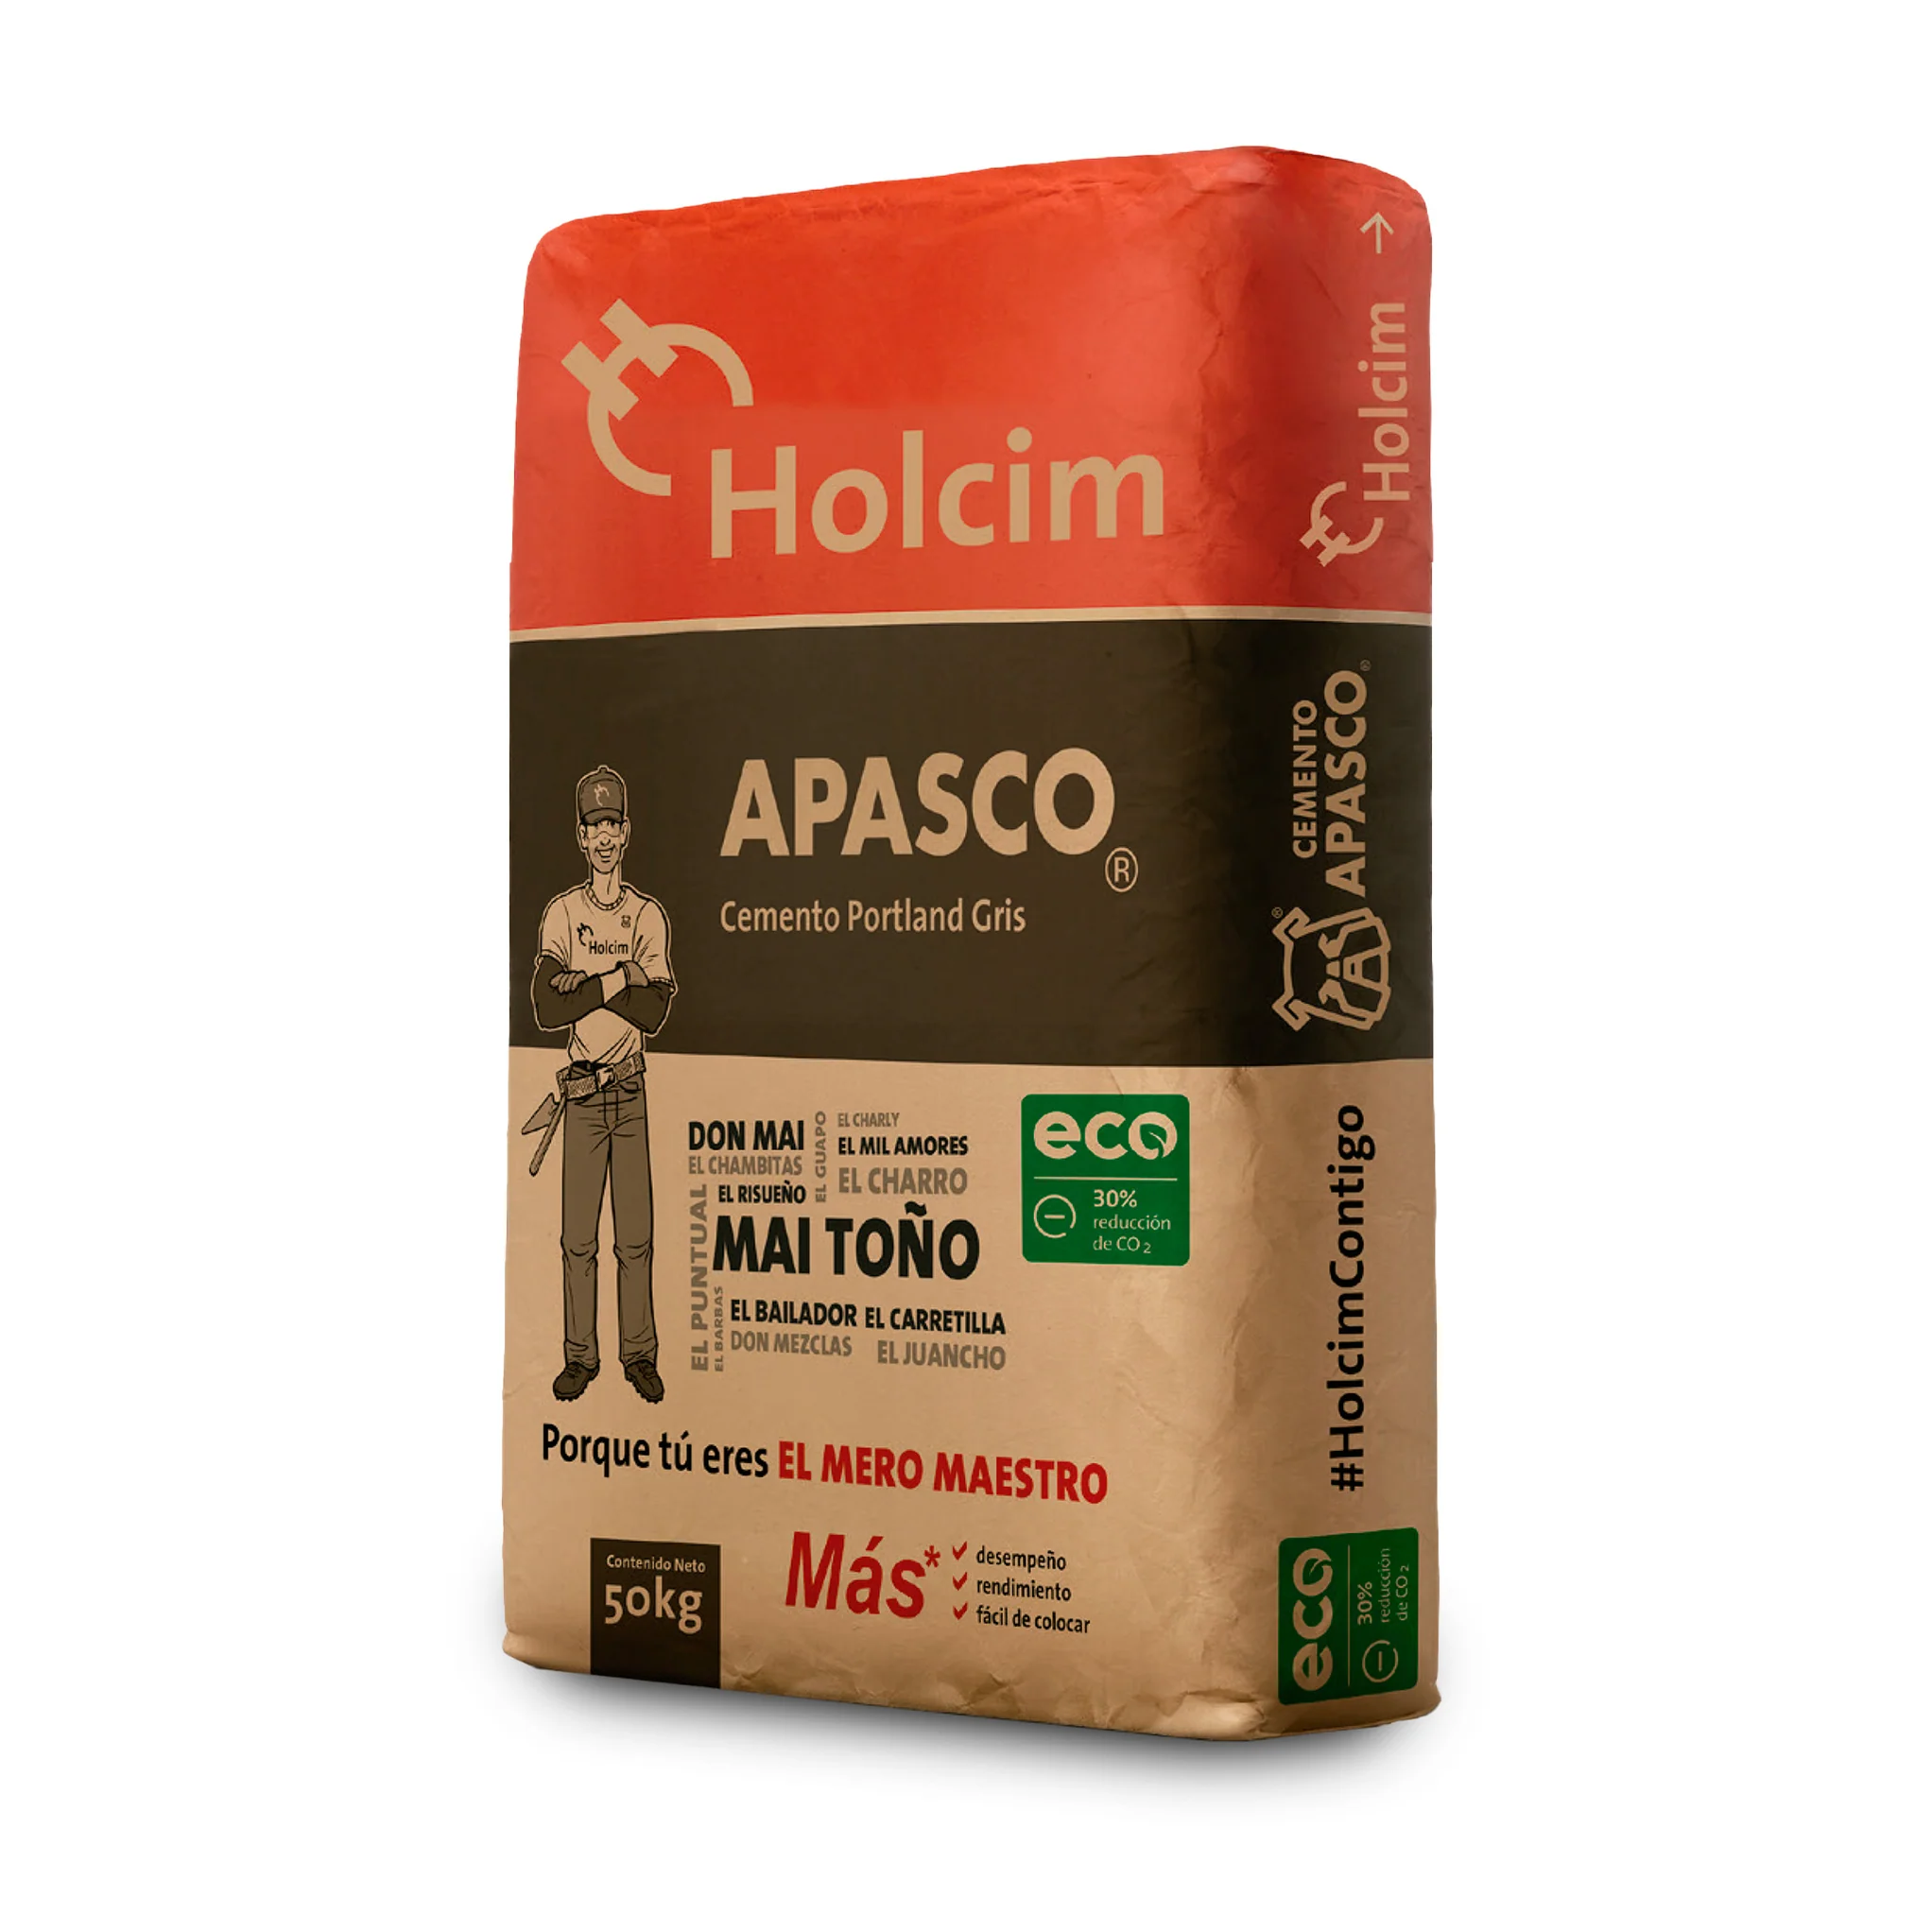 Holcim
APASCO®
Cemento Portland Gris
Holcim
DON MAI
EL CHAMBITAS
EL RISUEÑO
EL GUAPO
EL CHARLY
EL MIL AMORES
EL CHARRO
EL PUNTUAL
MAI TOÑO
EL BARBAS
EL BAILADOR EL CARRETILLA
DON MEZCLAS EL JUANCHO
eco
30%
reducción
de CO2
Porque tú eres EL MERO MAESTRO
Contenido Neto
50kg
Más*
desempeño
rendimiento
fácil de colocar
Holcim
CEMENTO
APASCO®
®
#HolcimContigo
eco
30%
reducción
de CO2